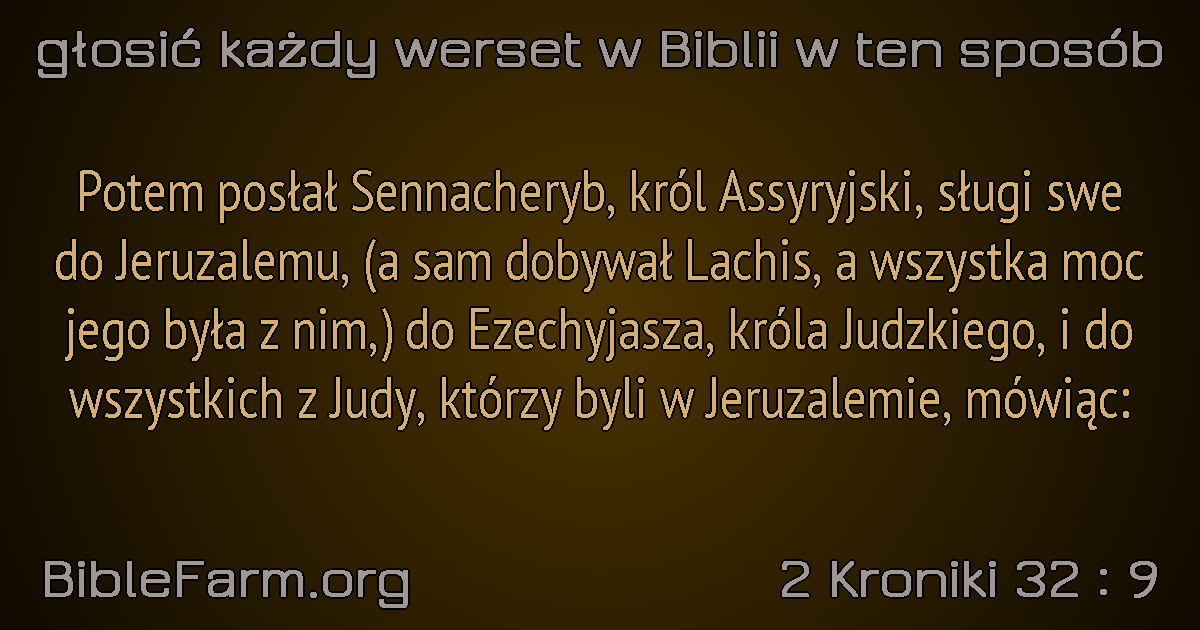 głosić każdy werset w Biblii w ten sposób
Potem posłał Sennacheryb, król Assyryjski, sługi swe
do Jeruzalemu, (a sam dobywał Lachis, a wszystka moc
jego była z nim,) do Ezechyjasza, króla Judzkiego, i do
wszystkich z Judy, którzy byli w Jeruzalemie, mówiąc:
BibleFarm.org
2 Kroniki 32 : 9